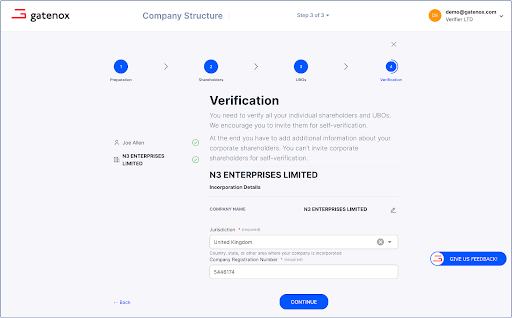 gatenox
Company Structure
Step 3 of 3
De
demo@gatenox.com
Verifier LTD
1
2
3
4
Preparation
Shareholders
UBOs
Verification
Verification
You need to verify all your individual shareholders and UBOs.
We encourage you to invite them for self-verification.
At the end you have to add additional information about your
corporate shareholders. You can't invite corporate
shareholders for self-verification.
Joe Allen
N3 ENTERPRISES
LIMITED
N3 ENTERPRISES LIMITED
Incorporation Details
COMPANY NAME
N3 ENTERPRISES LIMITED
Jurisdiction * (required)
United Kingdom
Country, state, or other area where your company is incorporated
Company Registration Number * (required)
5446174
GIVE US FEEDBACK!
← Back
CONTINUE